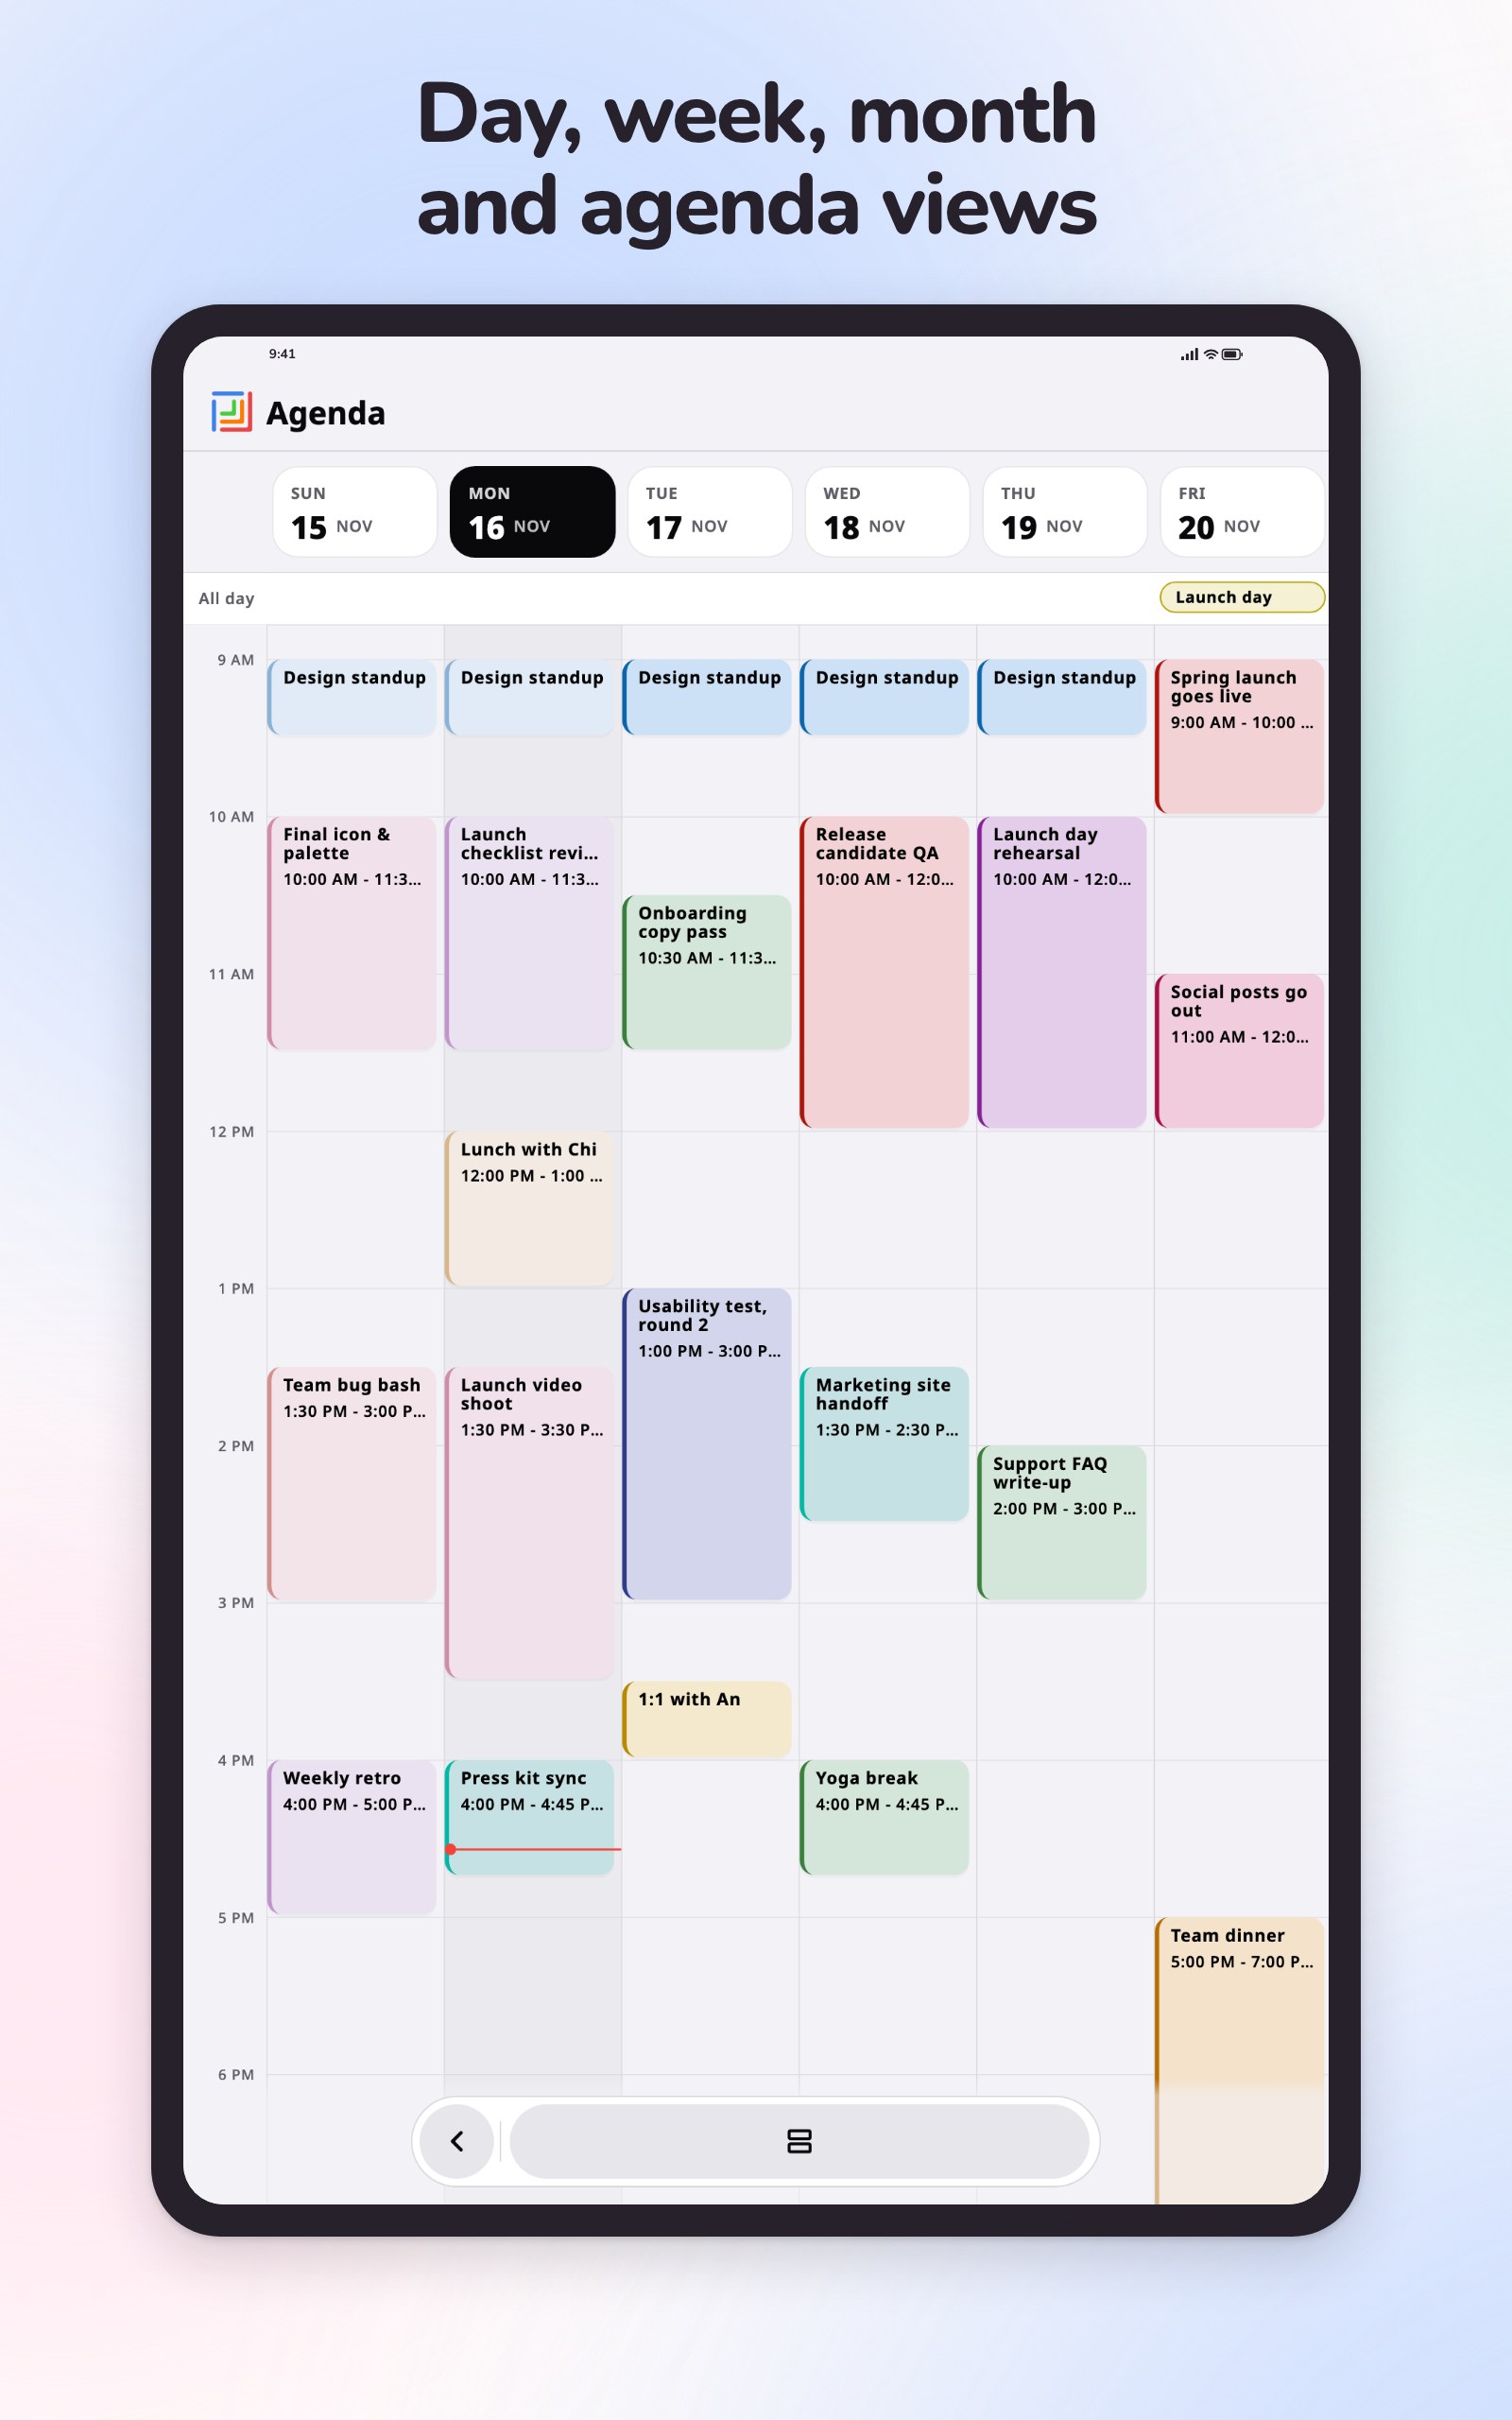 Day, week, month
and agenda views
9:41
Agenda
SUN
15 NOV
MON
16 NOV
TUE
17 NOV
WED
18 NOV
THU
19 NOV
FRI
20 NOV
All day
Launch day
9 AM
Design standup
Design standup
Design standup
Design standup
Design standup
Spring launch
goes live
9:00 AM - 10:00 ...
10 AM
Final icon &
palette
10:00 AM - 11:3...
Launch
checklist revi...
10:00 AM - 11:3...
Release
candidate QA
10:00 AM - 12:0...
Launch day
rehearsal
10:00 AM - 12:0...
Onboarding
copy pass
10:30 AM - 11:3...
11 AM
Social posts go
out
11:00 AM - 12:0...
12 PM
Lunch with Chi
12:00 PM - 1:00 ...
1 PM
Usability test,
round 2
1:00 PM - 3:00 P...
Team bug bash
1:30 PM - 3:00 P...
Launch video
shoot
1:30 PM - 3:30 P...
Marketing site
handoff
1:30 PM - 2:30 P...
2 PM
Support FAQ
write-up
2:00 PM - 3:00 P...
3 PM
1:1 with An
4 PM
Weekly retro
4:00 PM - 5:00 P...
Press kit sync
4:00 PM - 4:45 P...
Yoga break
4:00 PM - 4:45 P...
5 PM
Team dinner
5:00 PM - 7:00 P...
6 PM